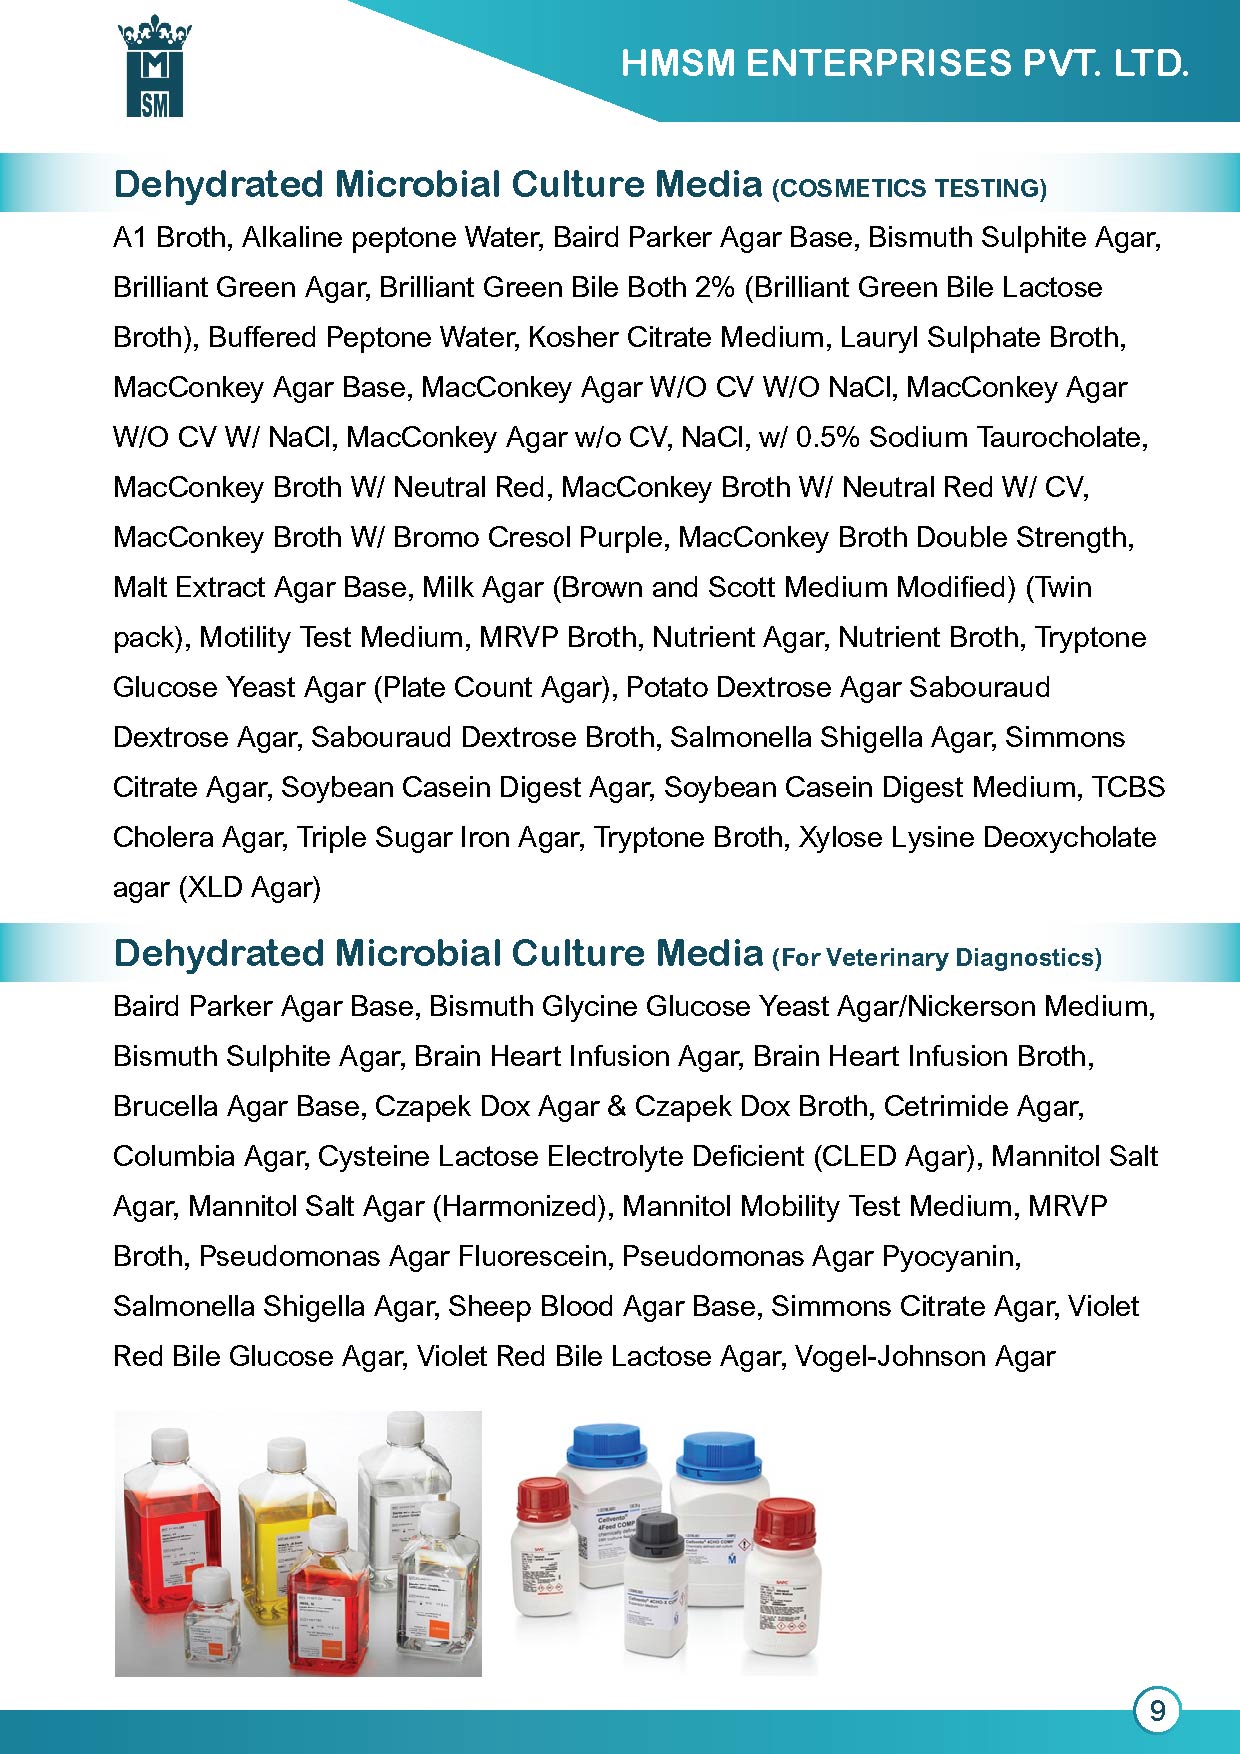 M
SM
HMSM ENTERPRISES PVT. LTD.
Dehydrated Microbial Culture Media (COSMETICS TESTING)
A1 Broth, Alkaline peptone Water, Baird Parker Agar Base, Bismuth Sulphite Agar,
Brilliant Green Agar, Brilliant Green Bile Both 2% (Brilliant Green Bile Lactose
Broth), Buffered Peptone Water, Kosher Citrate Medium, Lauryl Sulphate Broth,
MacConkey Agar Base, MacConkey Agar W/O CV W/O NaCl, MacConkey Agar
W/O CV W/ NaCl, MacConkey Agar w/o CV, NaCl, w/ 0.5% Sodium Taurocholate,
MacConkey Broth W/ Neutral Red, MacConkey Broth W/ Neutral Red W/ CV,
MacConkey Broth W/ Bromo Cresol Purple, MacConkey Broth Double Strength,
Malt Extract Agar Base, Milk Agar (Brown and Scott Medium Modified) (Twin
pack), Motility Test Medium, MRVP Broth, Nutrient Agar, Nutrient Broth, Tryptone
Glucose Yeast Agar (Plate Count Agar), Potato Dextrose Agar Sabouraud
Dextrose Agar, Sabouraud Dextrose Broth, Salmonella Shigella Agar, Simmons
Citrate Agar, Soybean Casein Digest Agar, Soybean Casein Digest Medium, TCBS
Cholera Agar, Triple Sugar Iron Agar, Tryptone Broth, Xylose Lysine Deoxycholate
agar (XLD Agar)
Dehydrated Microbial Culture Media (For Veterinary Diagnostics)
Baird Parker Agar Base, Bismuth Glycine Glucose Yeast Agar/Nickerson Medium,
Bismuth Sulphite Agar, Brain Heart Infusion Agar, Brain Heart Infusion Broth,
Brucella Agar Base, Czapek Dox Agar & Czapek Dox Broth, Cetrimide Agar,
Columbia Agar, Cysteine Lactose Electrolyte Deficient (CLED Agar), Mannitol Salt
Agar, Mannitol Salt Agar (Harmonized), Mannitol Mobility Test Medium, MRVP
Broth, Pseudomonas Agar Fluorescein, Pseudomonas Agar Pyocyanin,
Salmonella Shigella Agar, Sheep Blood Agar Base, Simmons Citrate Agar, Violet
Red Bile Glucose Agar, Violet Red Bile Lactose Agar, Vogel-Johnson Agar
Cellvento
4Feed COMP
Cellvento 4CHO COMP
M
Cellvento 4CHO-X
SAFC
SAFC
9